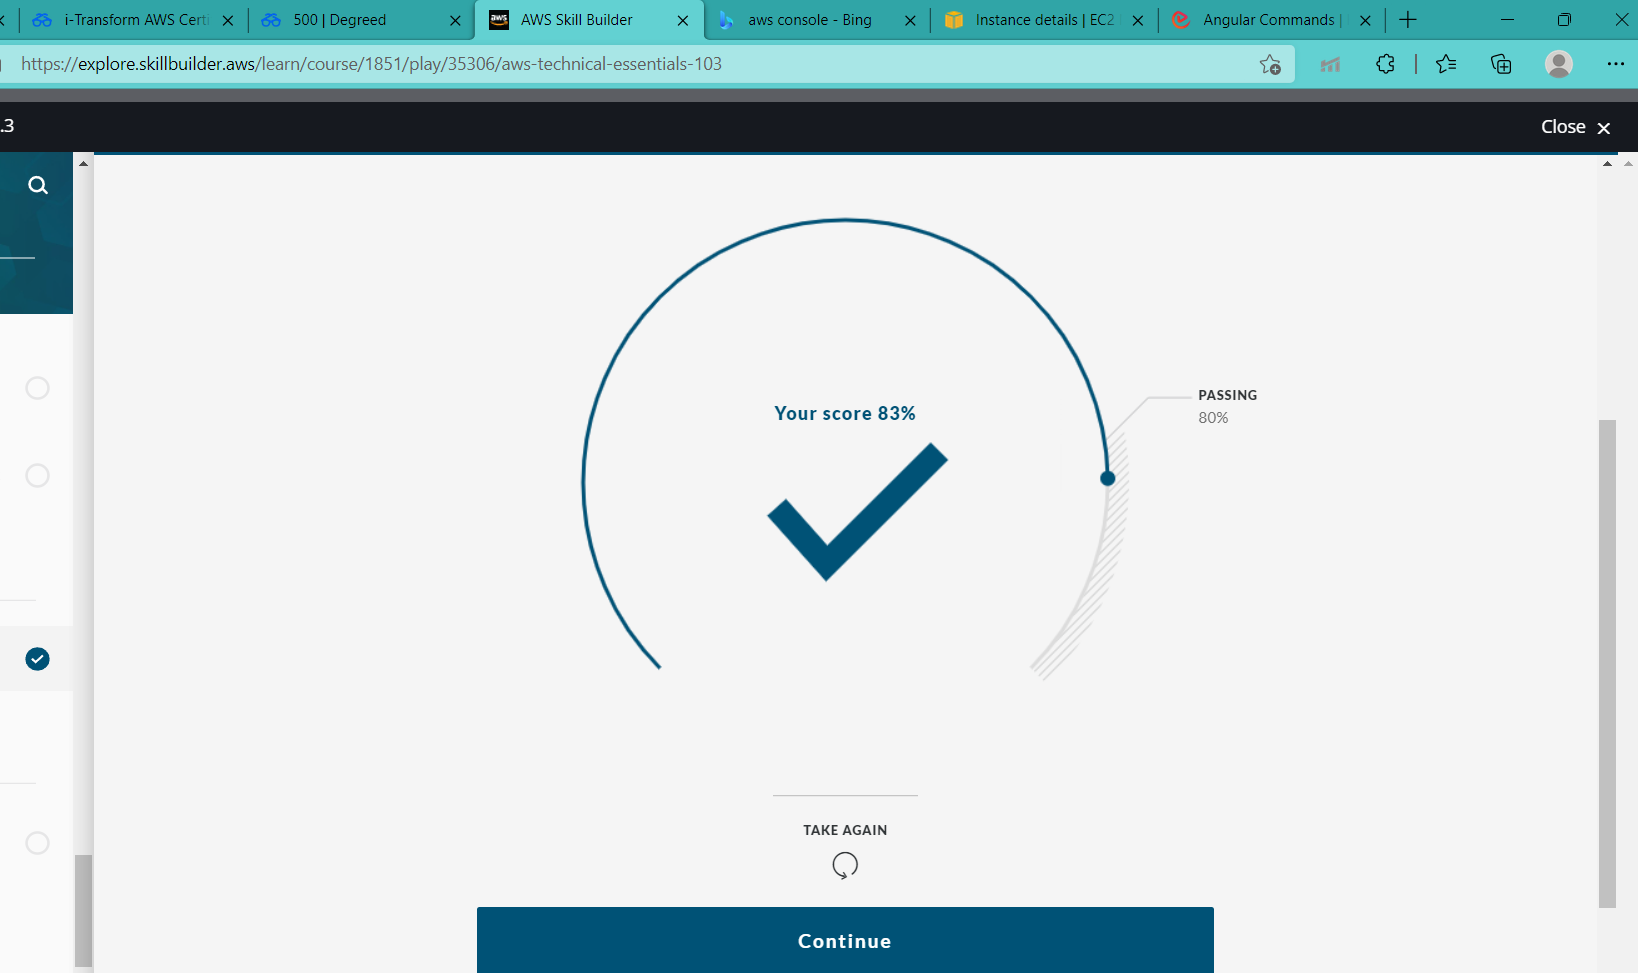 i-Transform AWS Certi
500 | Degreed
AWS Skill Builder
aws console - Bing
Instance details | EC2
Angular Commands |
https://explore.skillbuilder.aws/learn/course/1851/play/35306/aws-technical-essentials-103
.3
Close
Your score 83%
PASSING
80%
TAKE AGAIN
Continue